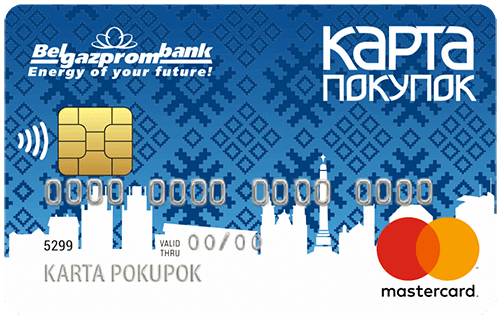 Belgazprombank
Energy of your future!
КАРТА
ПОКУПОК
0000 0000 0000 0000
5299
VALID
THRU
00/00
KARTA POKUPOK
mastercard.